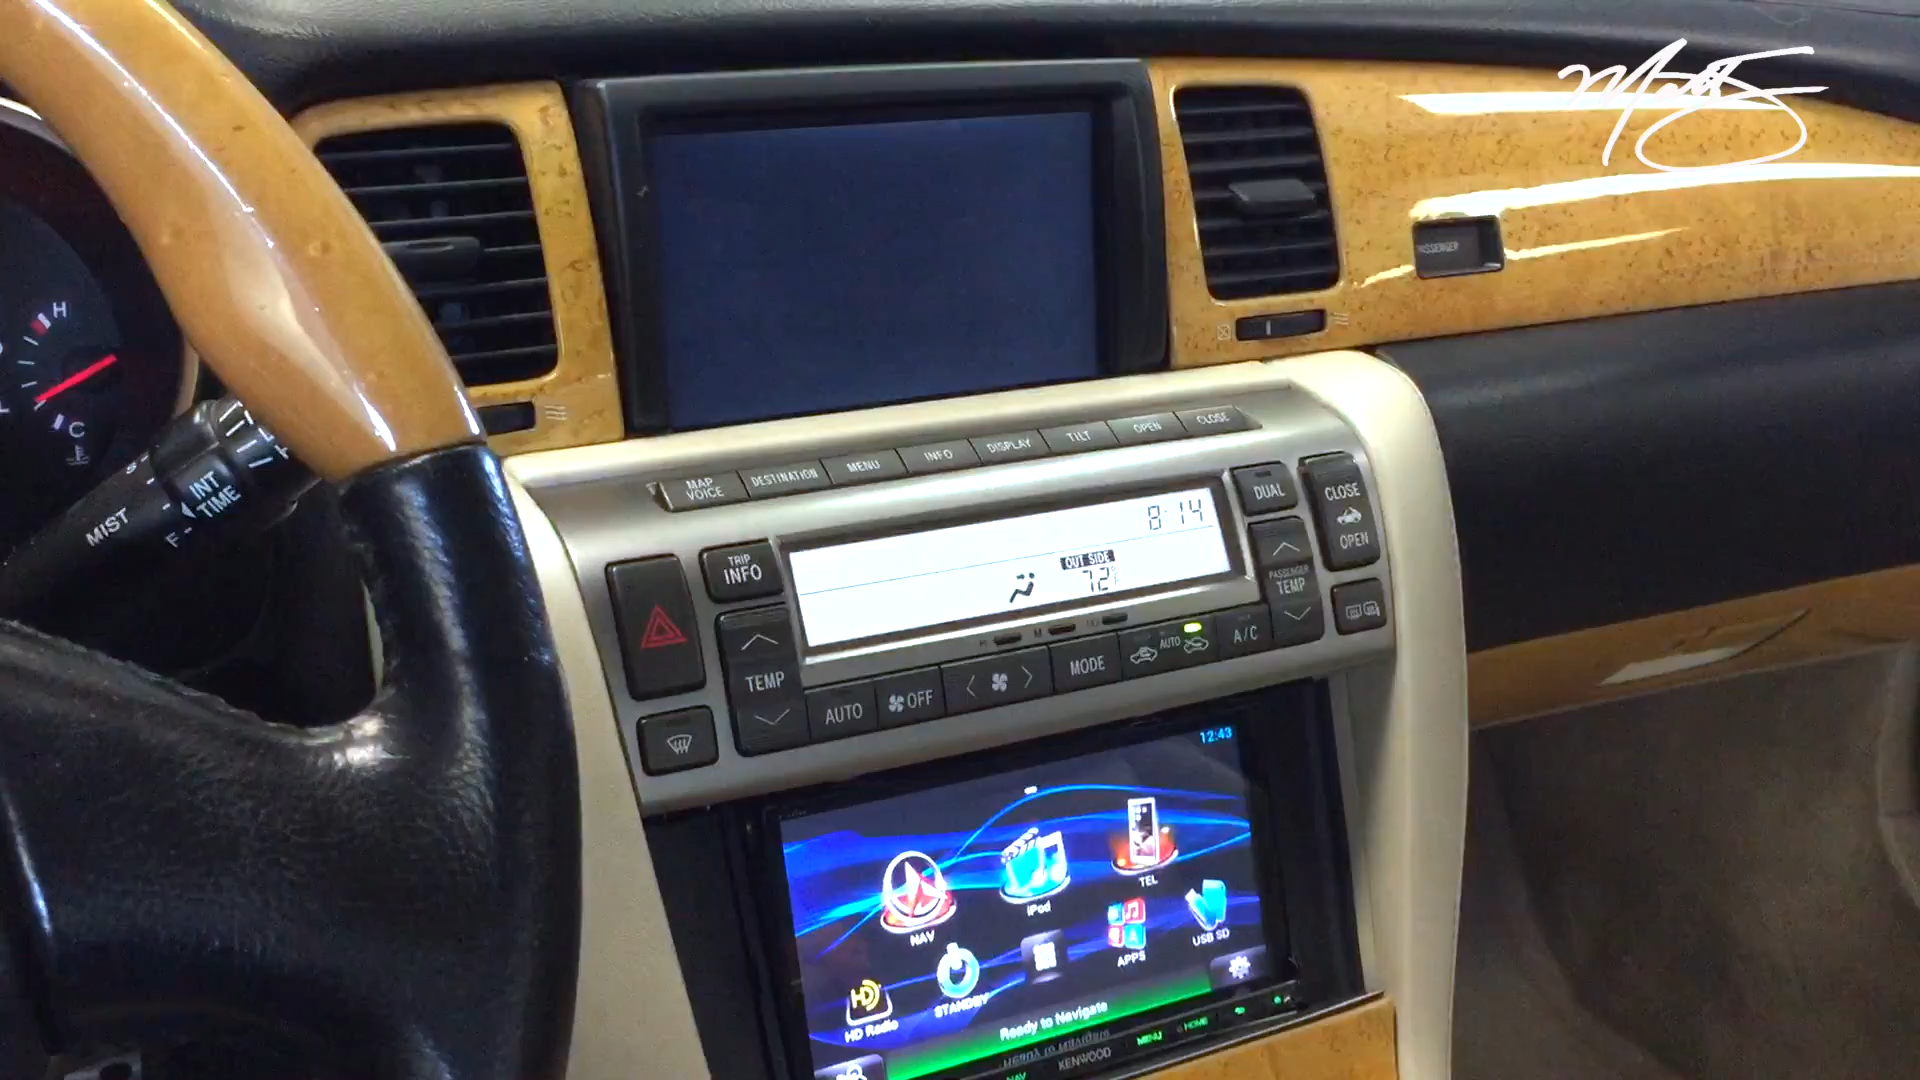 PASSENGER
H
C
INT
TIME
MIST
F
MAP
VOICE
DESTINATION
MENU
INFO
DISPLAY
TILT
OPEN
CLOSE
TRIP
INFO
8:14
OUT SIDE
72°F
DUAL
CLOSE
OPEN
PASSENGER
TEMP
TEMP
AUTO
OFF
MODE
AUTO
A/C
12:43
NAV
iPod
TEL
HD Radio
STANDBY
APPS
USB SD
Ready to Navigate
NAV
KENWOOD
MENU
HOME